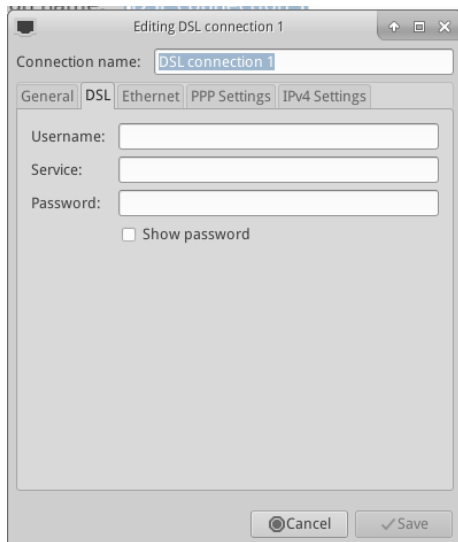 Editing DSL connection 1
Connection name: DSL connection 1
General DSL Ethernet PPP Settings IPv4 Settings
Username:
Service:
Password:
Show password
Cancel Save